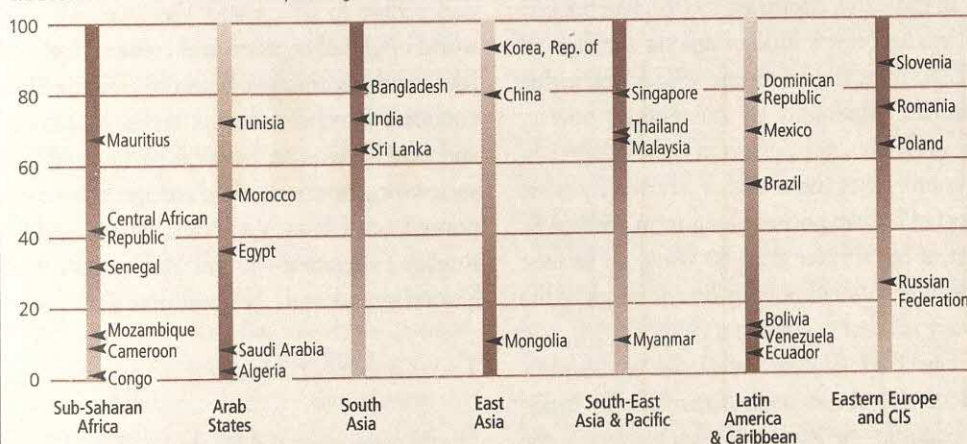 100
80
60
40
20
0
Mauritius
Central African
Republic
Senegal
Mozambique
Cameroon
Congo
Sub-Saharan
Africa
Tunisia
Morocco
Egypt
Saudi Arabia
Algeria
Arab
States
Bangladesh
India
Sri Lanka
South
Asia
Korea, Rep. of
China
Mongolia
East
Asia
Singapore
Thailand
Malaysia
Myanmar
South-East
Asia & Pacific
Dominican
Republic
Mexico
Brazil
Bolivia
Venezuela
Ecuador
Latin
America
& Caribbean
Slovenia
Romania
Poland
Russian
Federation
Eastern Europe
and CIS